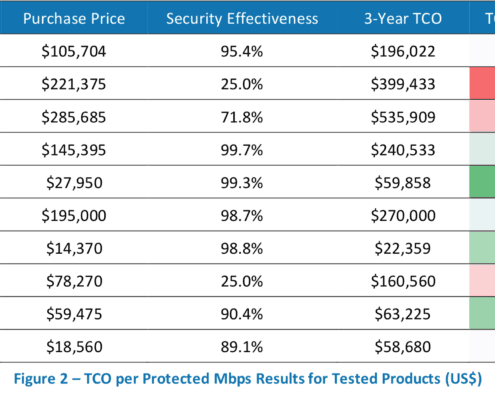 Purchase Price Security Effectiveness 3-Year TCO
$105,704 95.4% $196,022
$221,375 25.0% $399,433
$285,685 71.8% $535,909
$145,395 99.7% $240,533
$27,950 99.3% $59,858
$195,000 98.7% $270,000
$14,370 98.8% $22,359
$78,270 25.0% $160,560
$59,475 90.4% $63,225
$18,560 89.1% $58,680
Figure 2 – TCO per Protected Mbps Results for Tested Products (US$)